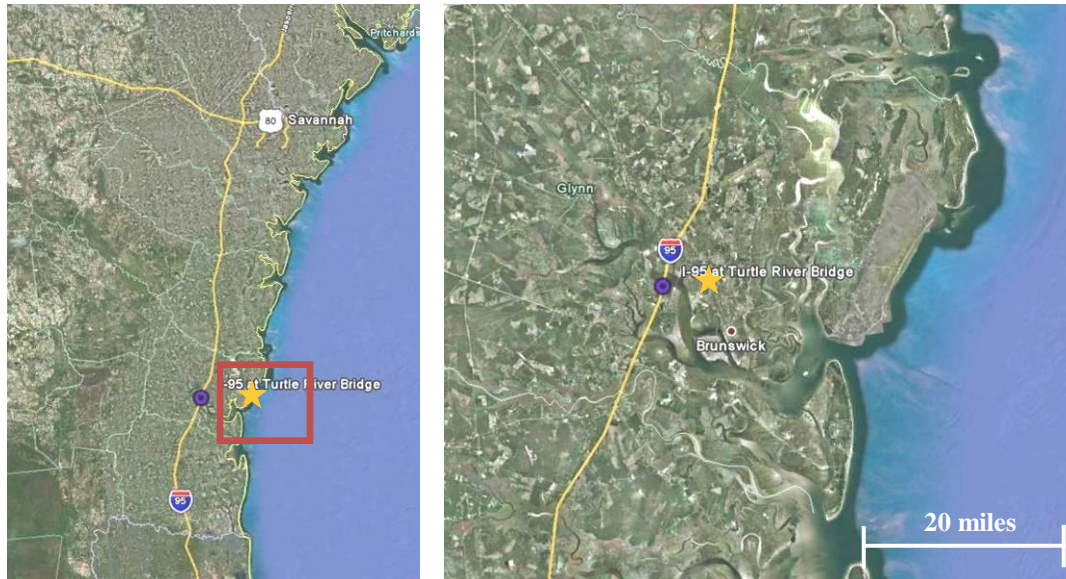 Pritchards
80
Savannah
-95 at Turtle River Bridge
95
Glynn
95
I-95 at Turtle River Bridge
Brunswick
20 miles